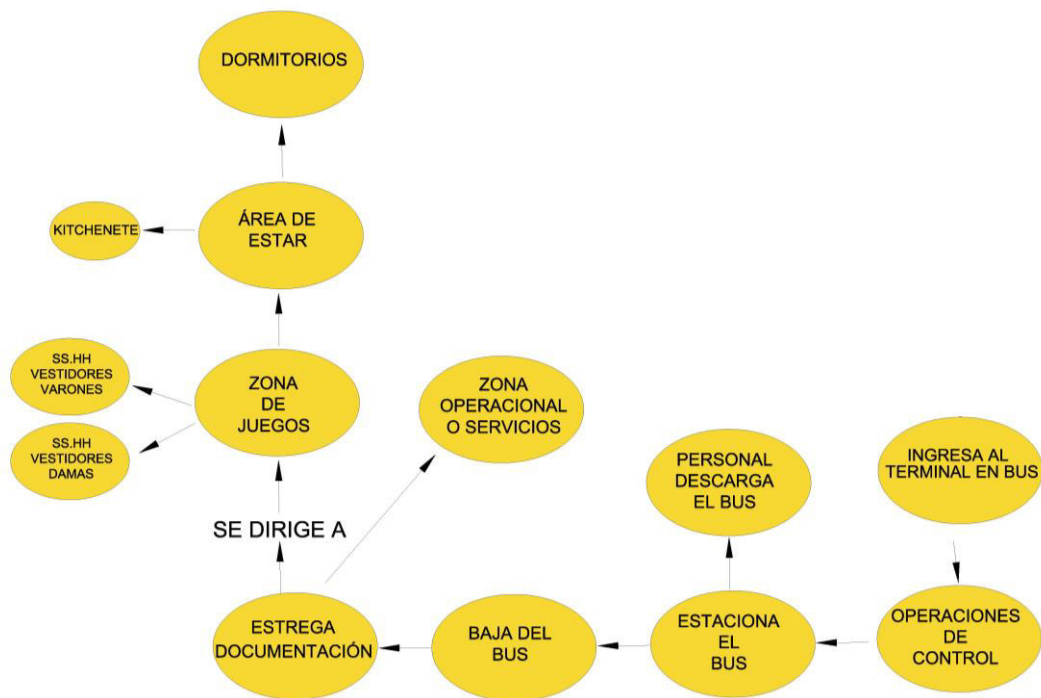 DORMITORIOS
ÁREA DE
ESTAR
KITCHENETE
SS.HH
VESTIDORES
VARONES
SS.HH
VESTIDORES
DAMAS
ZONA
DE
JUEGOS
ZONA
OPERACIONAL
O SERVICIOS
PERSONAL
DESCARGA
EL BUS
INGRESA AL
TERMINAL EN BUS
SE DIRIGE A
ESTREGA
DOCUMENTACIÓN
BAJA DEL
BUS
ESTACIONA
EL
BUS
OPERACIONES
DE
CONTROL